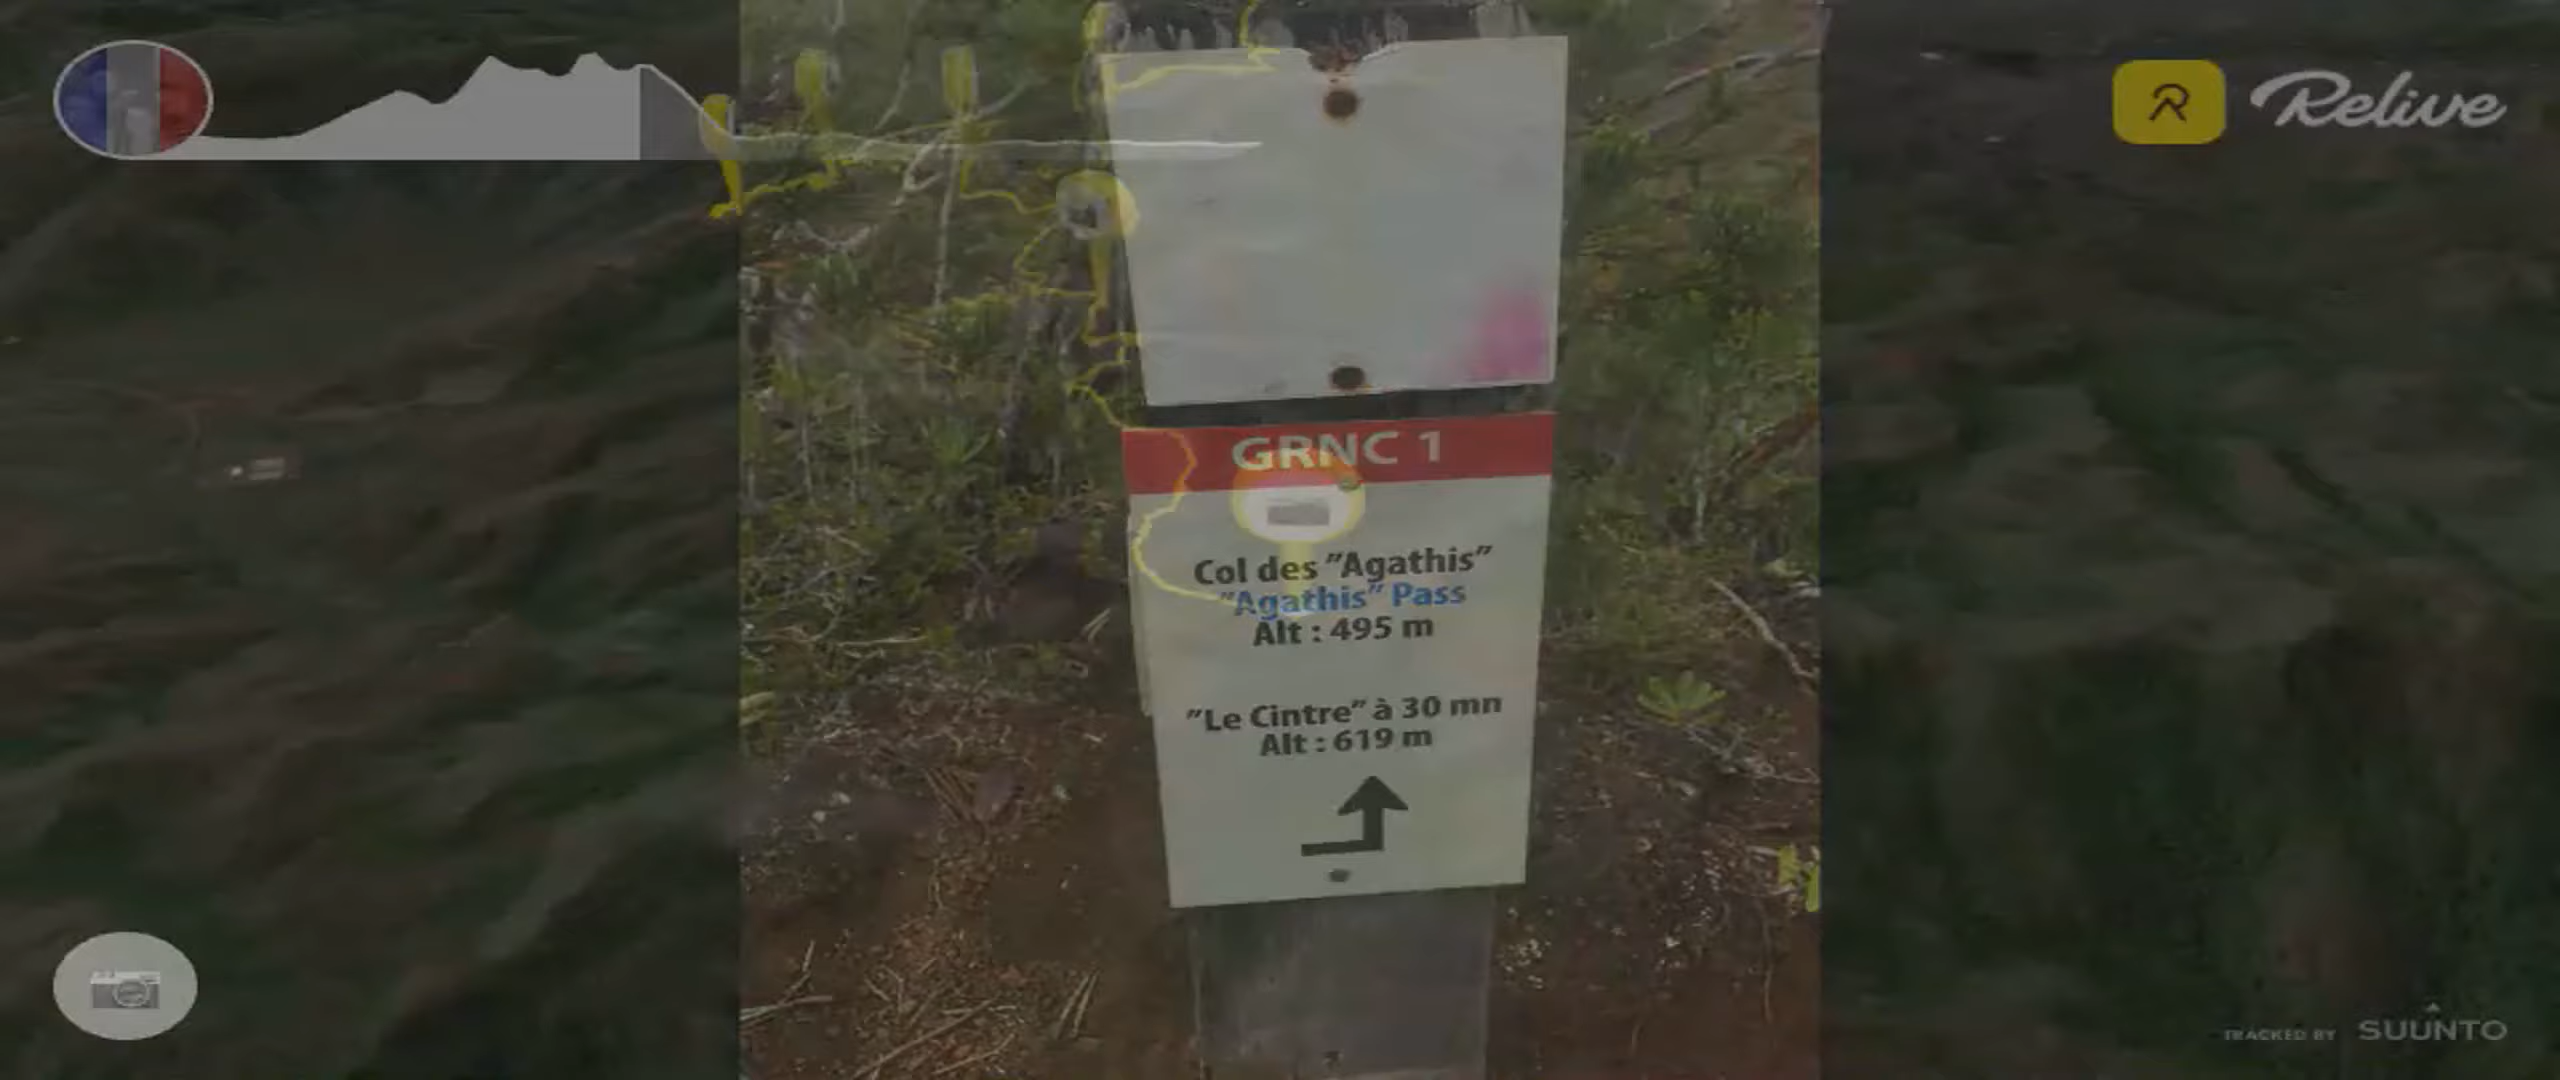 Relive
GRNC 1
Col des "Agathis"
"Agathis" Pass
Alt : 495 m
"Le Cintre" à 30 mn
Alt : 619 m
TRACKED BY SUUNTO